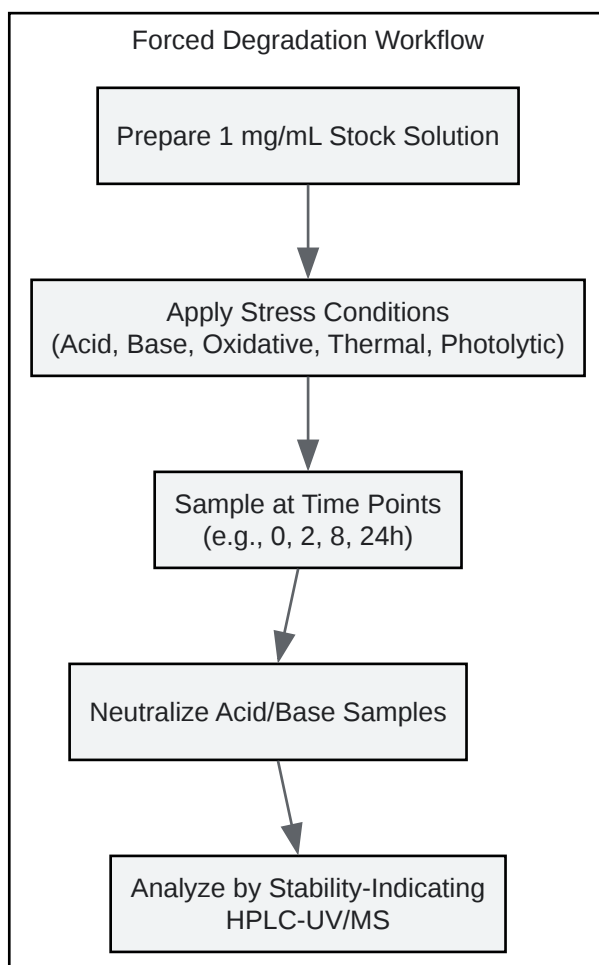 Forced Degradation Workflow
Prepare 1 mg/mL Stock Solution
Apply Stress Conditions
(Acid, Base, Oxidative, Thermal, Photolytic)
Sample at Time Points
(e.g., 0, 2, 8, 24h)
Neutralize Acid/Base Samples
Analyze by Stability-Indicating
HPLC-UV/MS